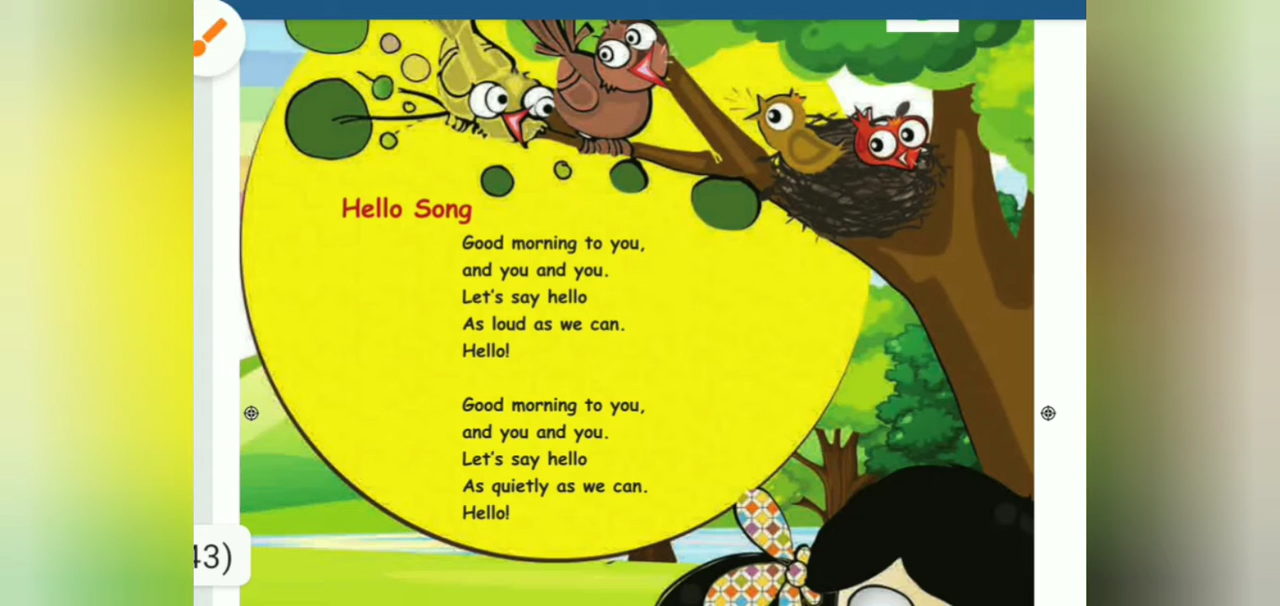 Hello Song
Good morning to you,
and you and you.
Let's say hello
As loud as we can.
Hello!
Good morning to you,
and you and you.
Let's say hello
As quietly as we can.
Hello!
43)